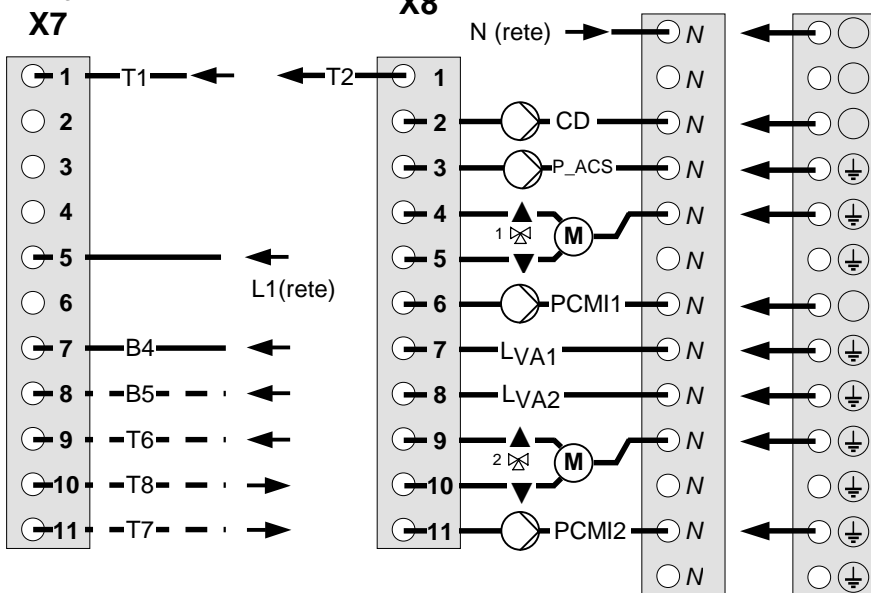 X7
X8
N (rete)
N
1
T1
T2
1
N
2
2
CD
N
3
3
P_ACS
N
4
4
1
M
N
5
5
N
L1(rete)
6
6
PCMI1
N
7
B4
7
LVA1
N
8
B5
8
LVA2
N
9
T6
9
2
M
N
10
T8
10
N
11
T7
11
PCMI2
N
N